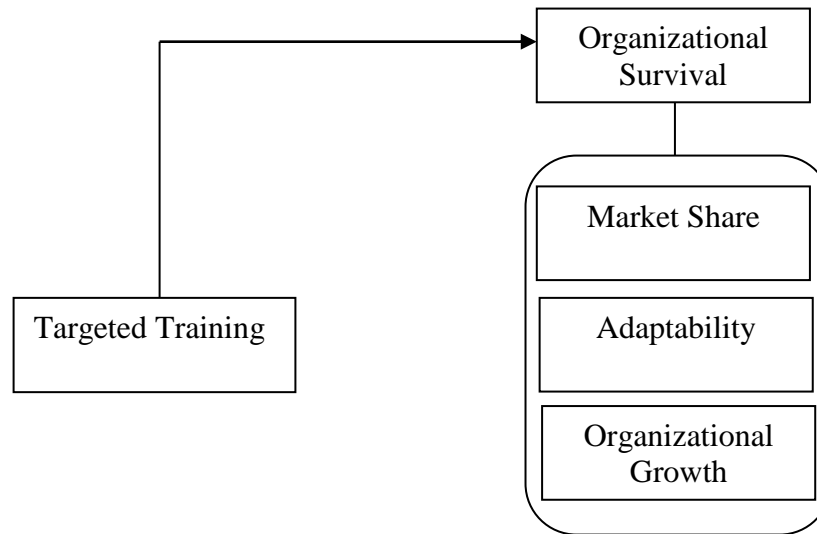 Organizational
Survival
Market Share
Targeted Training
Adaptability
Organizational
Growth